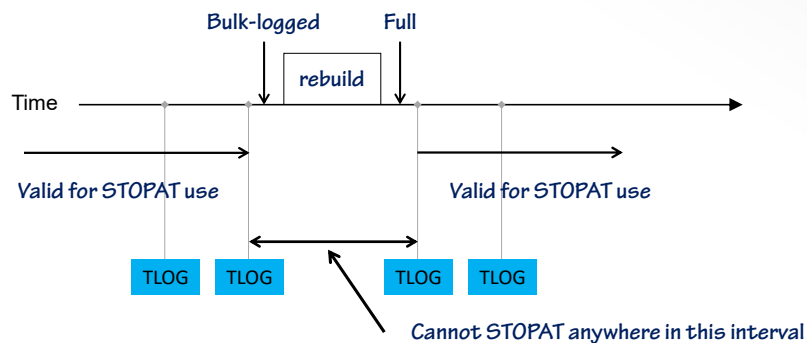 Bulk-logged
Full
rebuild
Time
Valid for STOPAT use
Valid for STOPAT use
TLOG
TLOG
TLOG
TLOG
Cannot STOPAT anywhere in this interval